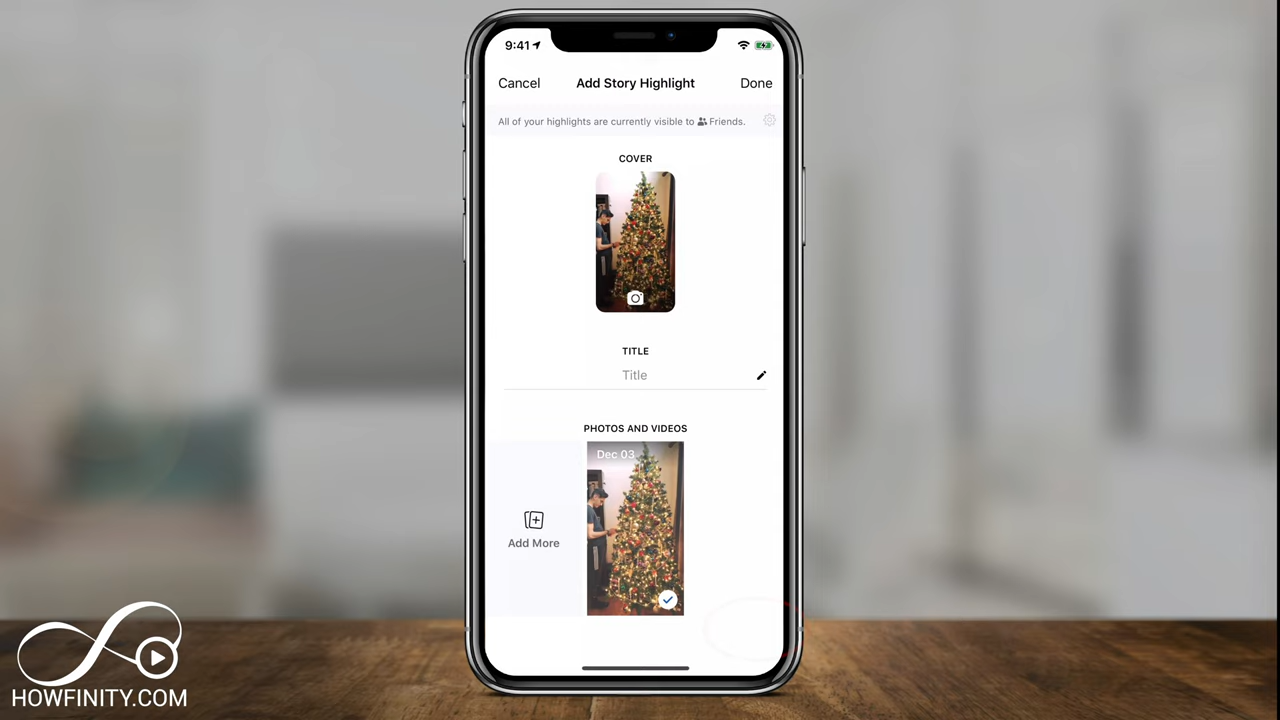 9:41
Cancel
Add Story Highlight
Done
All of your highlights are currently visible to Friends.
COVER
TITLE
Title
PHOTOS AND VIDEOS
Dec 03
Add More
HOWFINITY.COM